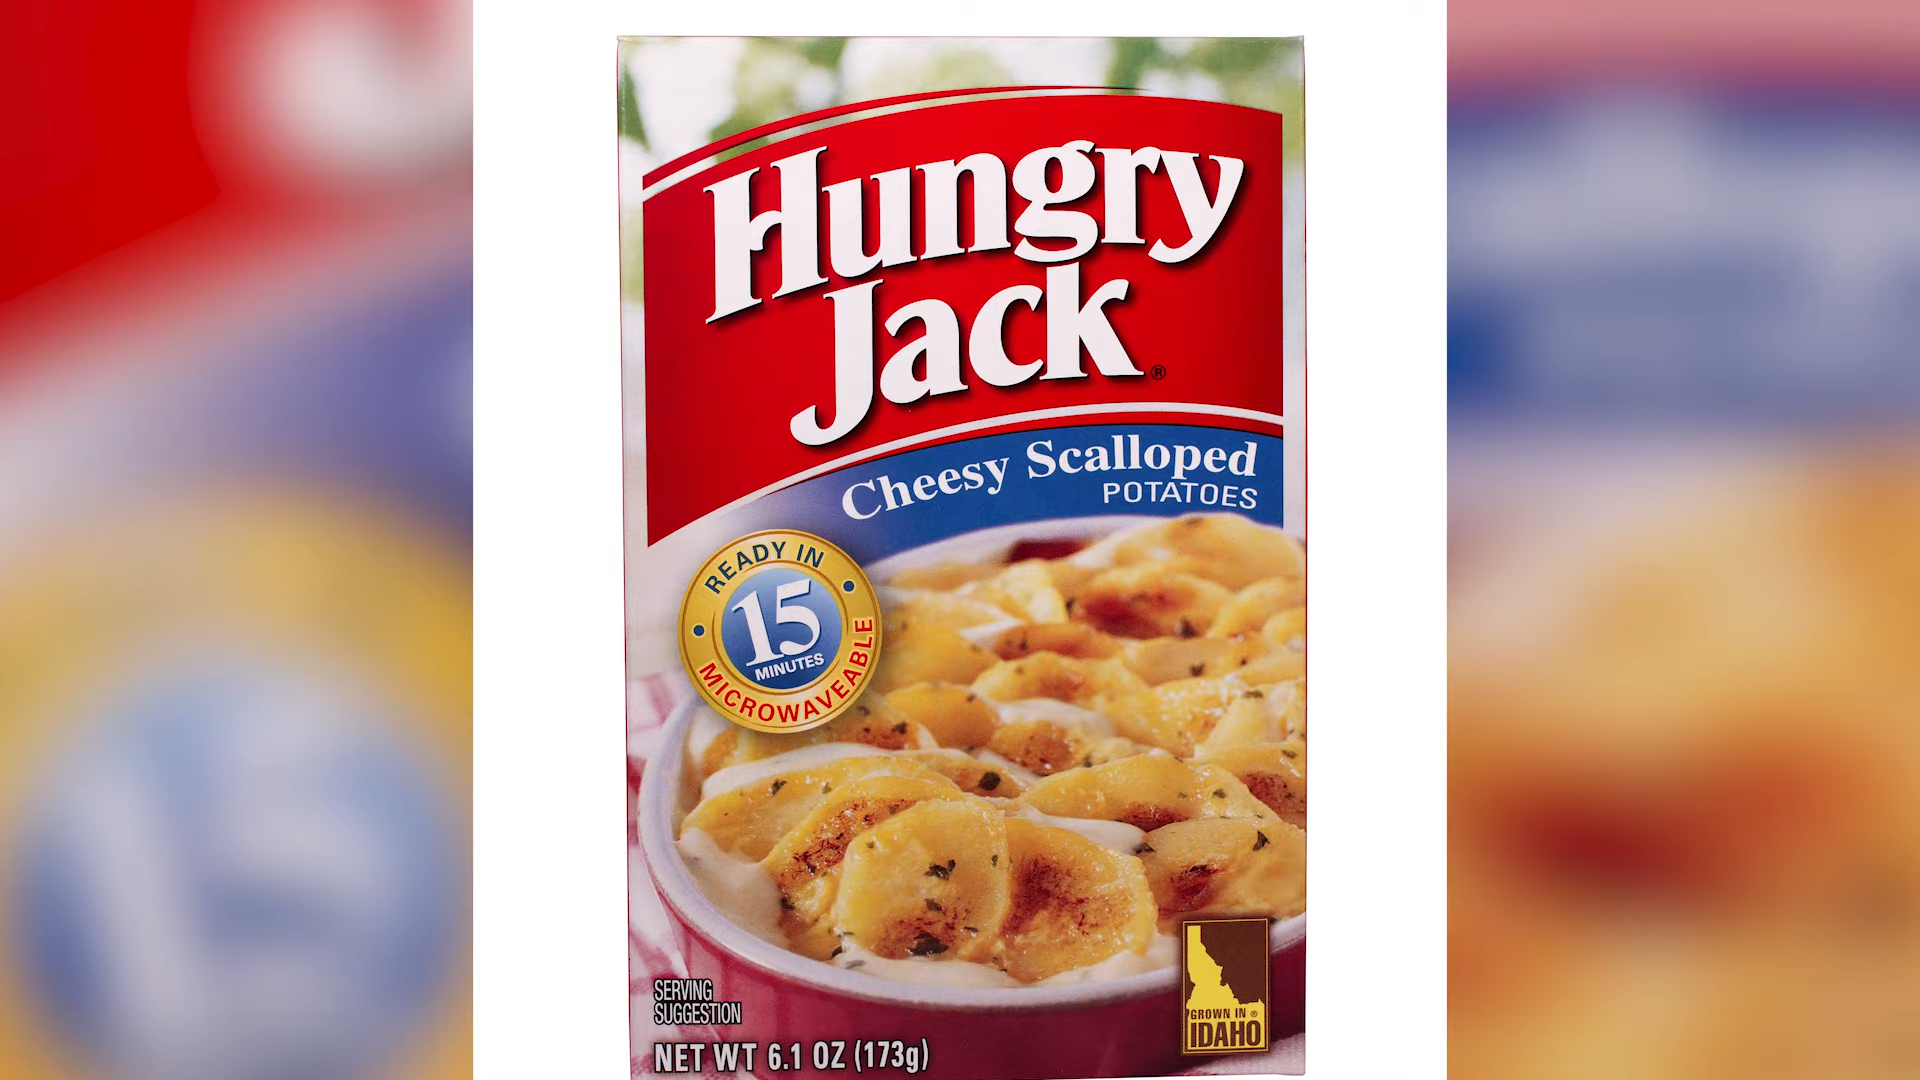 Hungry
Jack®
Cheesy Scalloped
POTATOES
READY IN
15
MINUTES
MICROWAVEABLE
SERVING
SUGGESTION
NET WT 6.1 OZ (173g)
GROWN IN ®
IDAHO